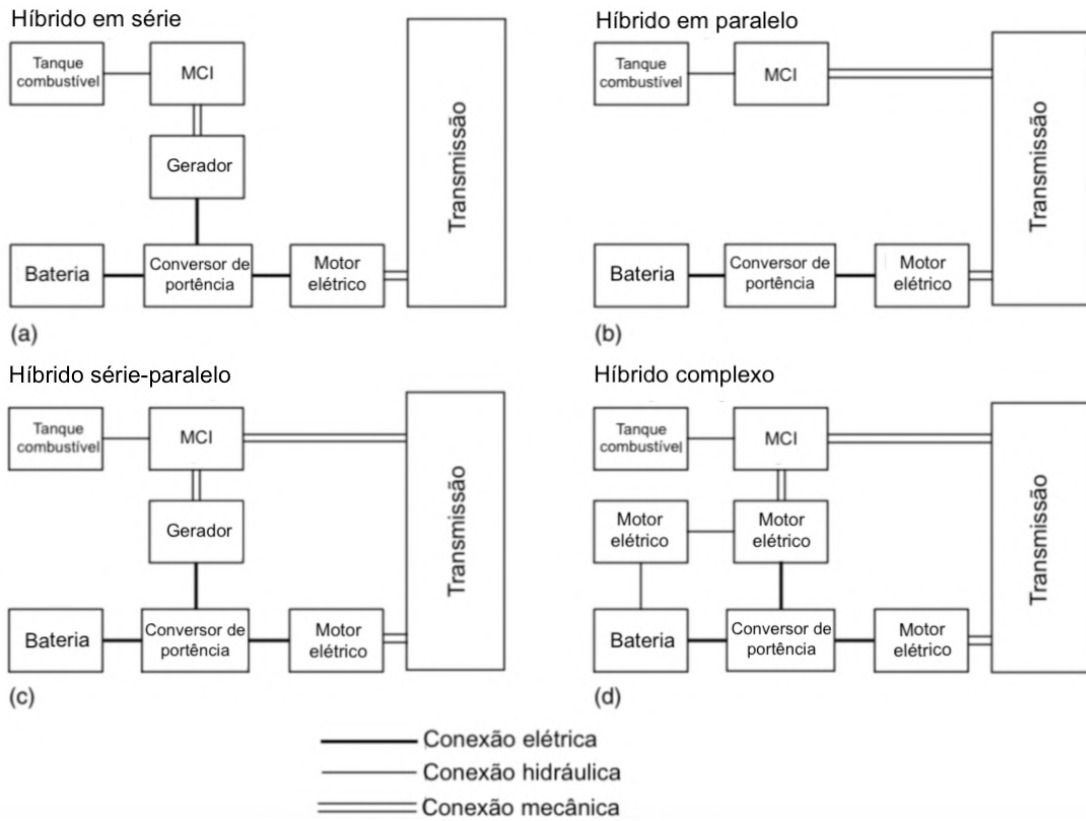 Híbrido em série
Tanque
combustível
MCI
Gerador
Bateria
Conversor de
portência
Motor
elétrico
Transmissão
(a)
Híbrido em paralelo
Tanque
combustível
MCI
Bateria
Conversor de
portência
Motor
elétrico
Transmissão
(b)
Híbrido série-paralelo
Tanque
combustível
MCI
Gerador
Bateria
Conversor de
portência
Motor
elétrico
Transmissão
(c)
Híbrido complexo
Tanque
combustível
MCI
Motor
elétrico
Motor
elétrico
Bateria
Conversor de
portência
Motor
elétrico
Transmissão
(d)
Conexão elétrica
Conexão hidráulica
Conexão mecânica